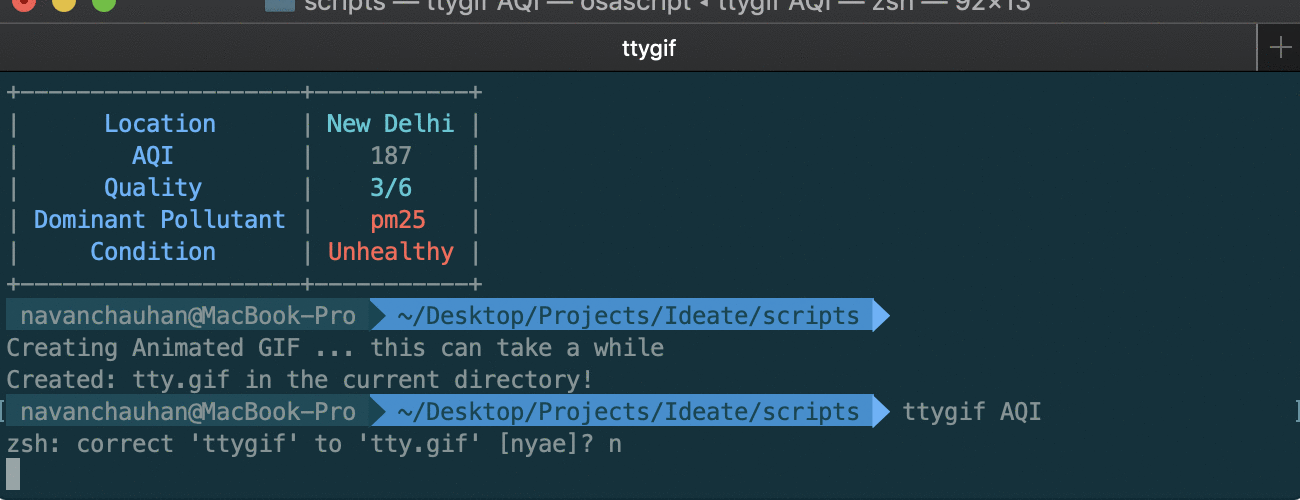 scripts — ttygif AQI — osascript ◂ ttygif AQI — zsh — 92×13
ttygif
+--------------------+-----------+
| Location | New Delhi |
| AQI | 187 |
| Quality | 3/6 |
| Dominant Pollutant | pm25 |
| Condition | Unhealthy |
+--------------------+-----------+
navanchauhan@MacBook-Pro ~/Desktop/Projects/Ideate/scripts
Creating Animated GIF ... this can take a while
Created: tty.gif in the current directory!
[ navanchauhan@MacBook-Pro ~/Desktop/Projects/Ideate/scripts ttygif AQI ]
zsh: correct 'ttygif' to 'tty.gif' [nyae]? n